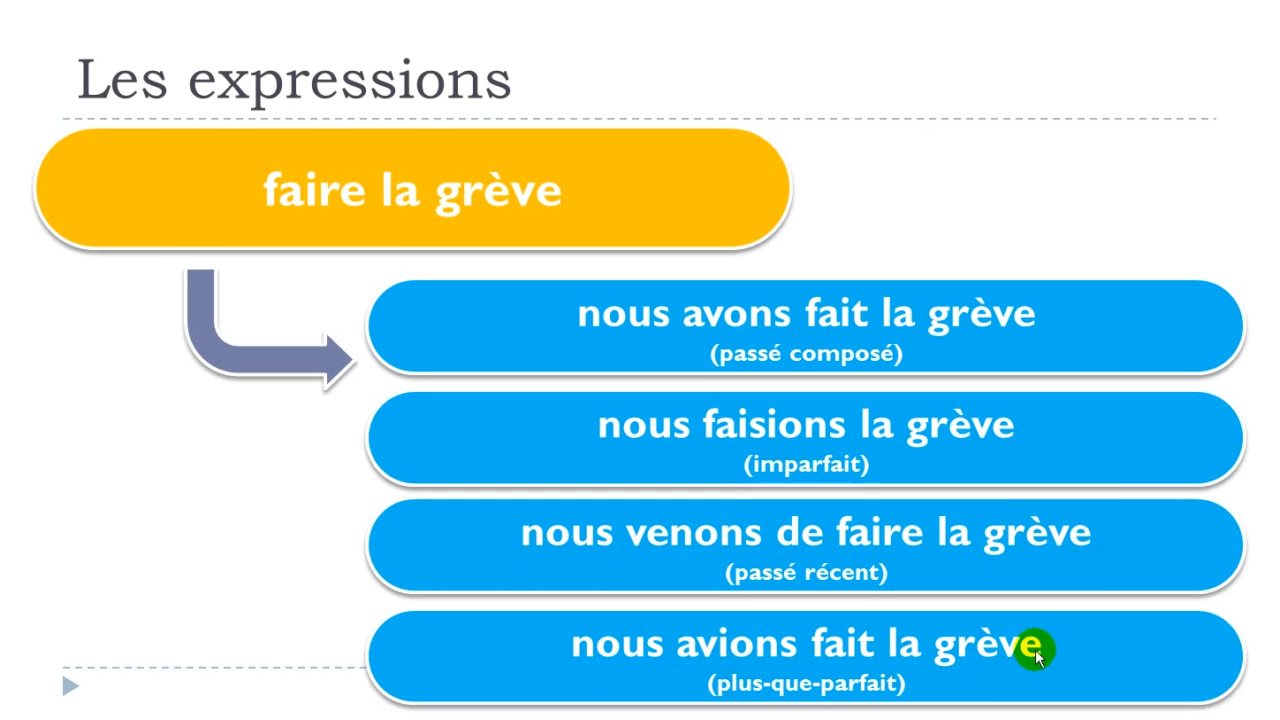 Les expressions
faire la grève
nous avons fait la grève
(passé composé)
nous faisions la grève
(imparfait)
nous venons de faire la grève
(passé récent)
nous avions fait la grève
(plus-que-parfait)